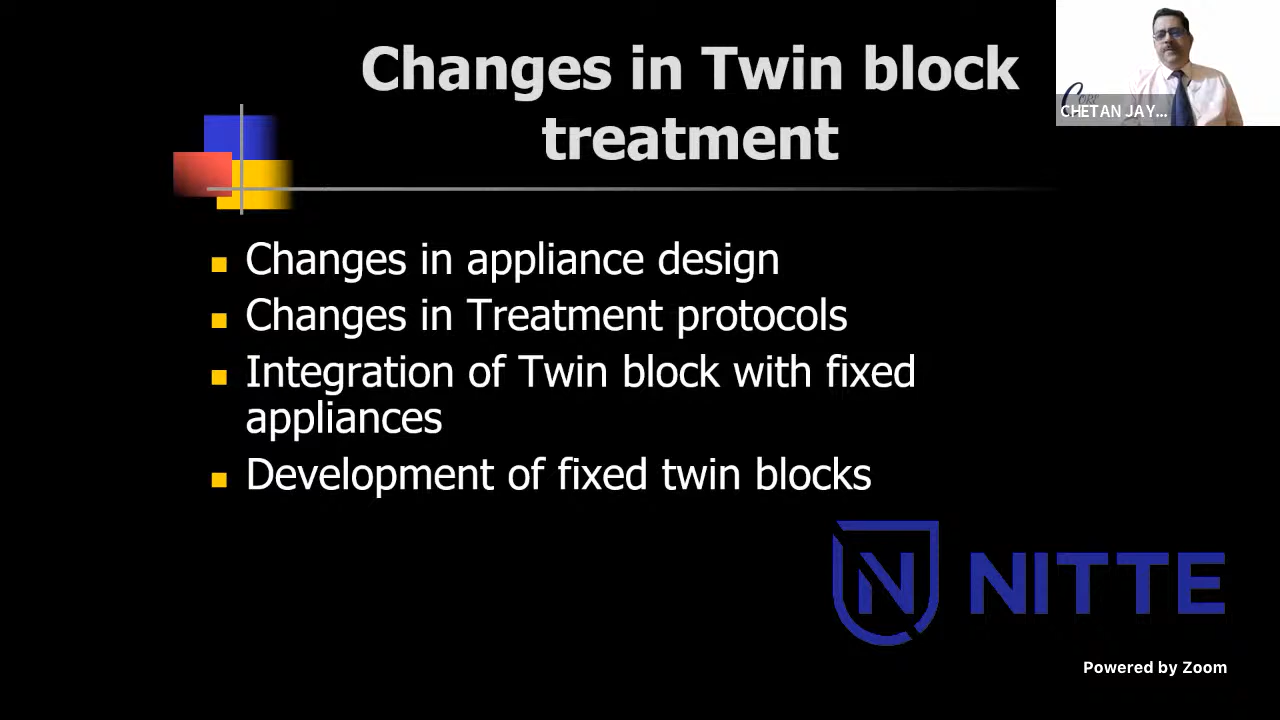 Changes in Twin block
treatment
CHETAN JAY...
Changes in appliance design
Changes in Treatment protocols
Integration of Twin block with fixed
appliances
Development of fixed twin blocks
N NITTE
Powered by Zoom